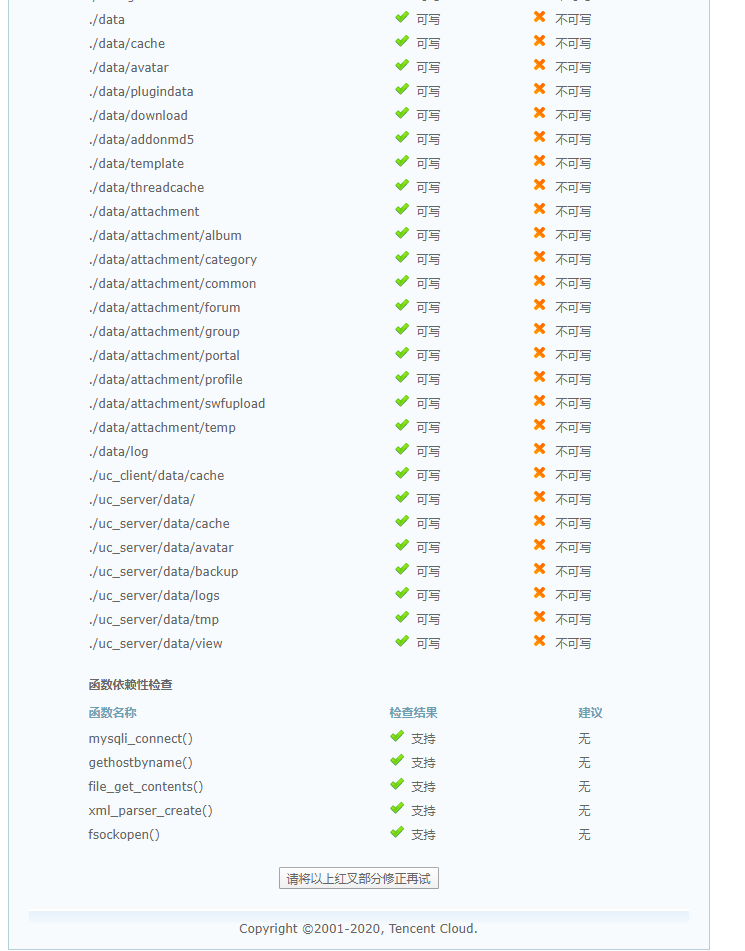 ./data 可写 不可写
./data/cache 可写 不可写
./data/avatar 可写 不可写
./data/plugindata 可写 不可写
./data/download 可写 不可写
./data/addonmd5 可写 不可写
./data/template 可写 不可写
./data/threadcache 可写 不可写
./data/attachment 可写 不可写
./data/attachment/album 可写 不可写
./data/attachment/category 可写 不可写
./data/attachment/common 可写 不可写
./data/attachment/forum 可写 不可写
./data/attachment/group 可写 不可写
./data/attachment/portal 可写 不可写
./data/attachment/profile 可写 不可写
./data/attachment/swfupload 可写 不可写
./data/attachment/temp 可写 不可写
./data/log 可写 不可写
./uc_client/data/cache 可写 不可写
./uc_server/data/ 可写 不可写
./uc_server/data/cache 可写 不可写
./uc_server/data/avatar 可写 不可写
./uc_server/data/backup 可写 不可写
./uc_server/data/logs 可写 不可写
./uc_server/data/tmp 可写 不可写
./uc_server/data/view 可写 不可写
函数依赖性检查
函数名称 检查结果 建议
mysqli_connect() 支持 无
gethostbyname() 支持 无
file_get_contents() 支持 无
xml_parser_create() 支持 无
fsockopen() 支持 无
请将以上红叉部分修正再试
Copyright ©2001-2020, Tencent Cloud.